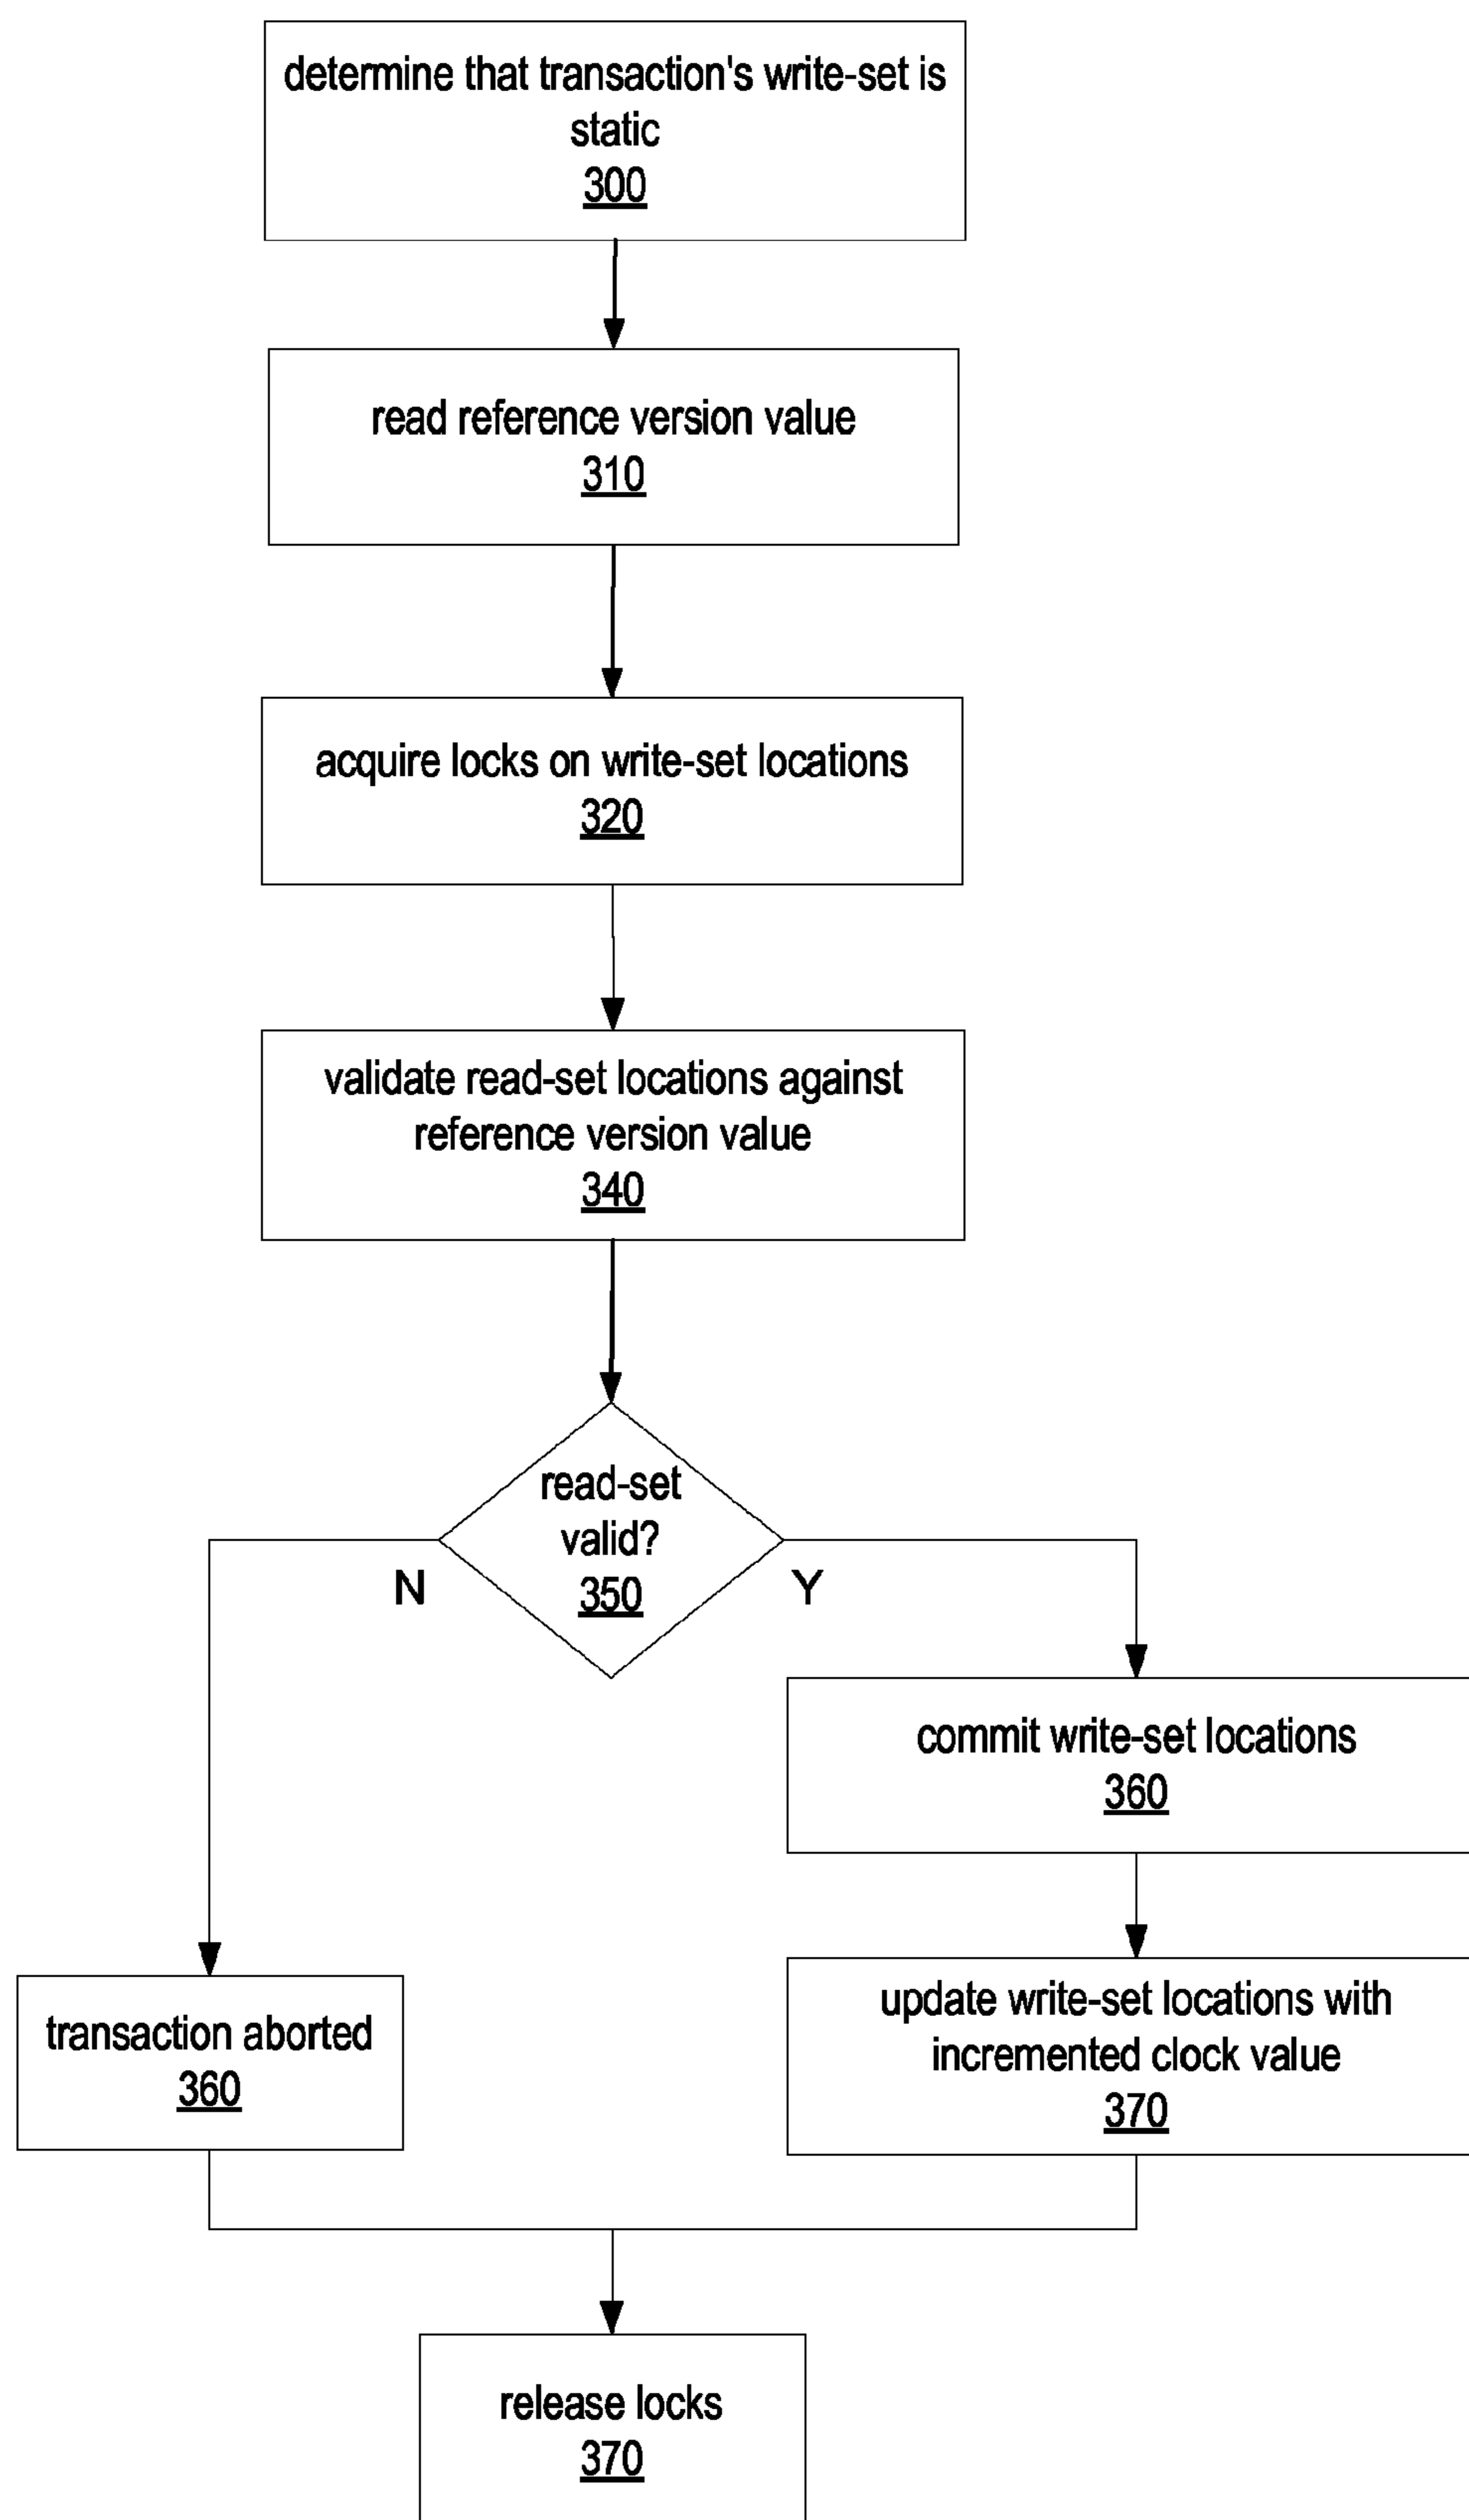 determine that transaction's write-set is
static
300
read reference version value
310
acquire locks on write-set locations
320
validate read-set locations against
reference version value
340
read-set
valid?
350
N
Y
commit write-set locations
360
update write-set locations with
incremented clock value
370
transaction aborted
360
release locks
370